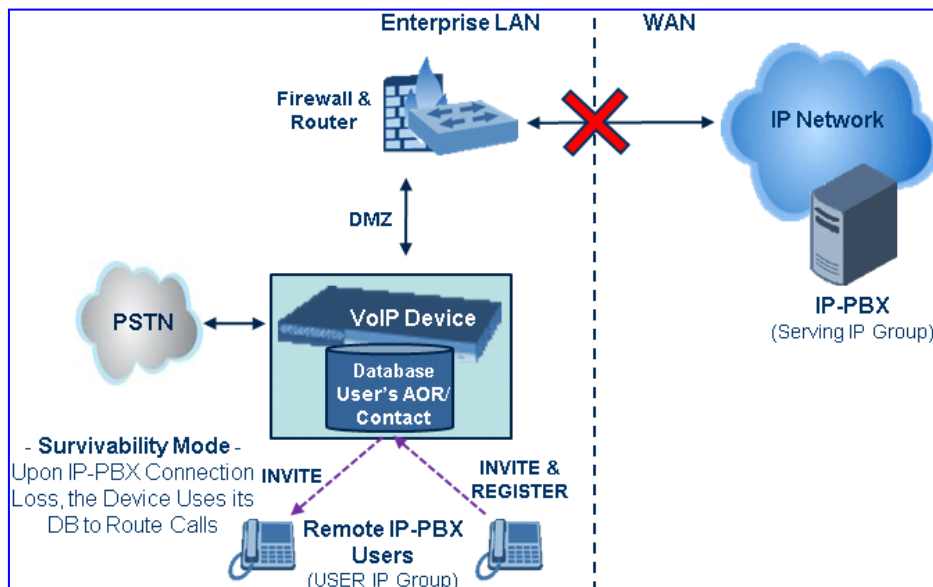 Enterprise LAN
WAN
Firewall &
Router
IP Network
DMZ
IP-PBX
(Serving IP Group)
PSTN
VoIP Device
Database
User's AOR/
Contact
- Survivability Mode -
Upon IP-PBX Connection
Loss, the Device Uses its
DB to Route Calls
INVITE
INVITE &
REGISTER
Remote IP-PBX
Users
(USER IP Group)